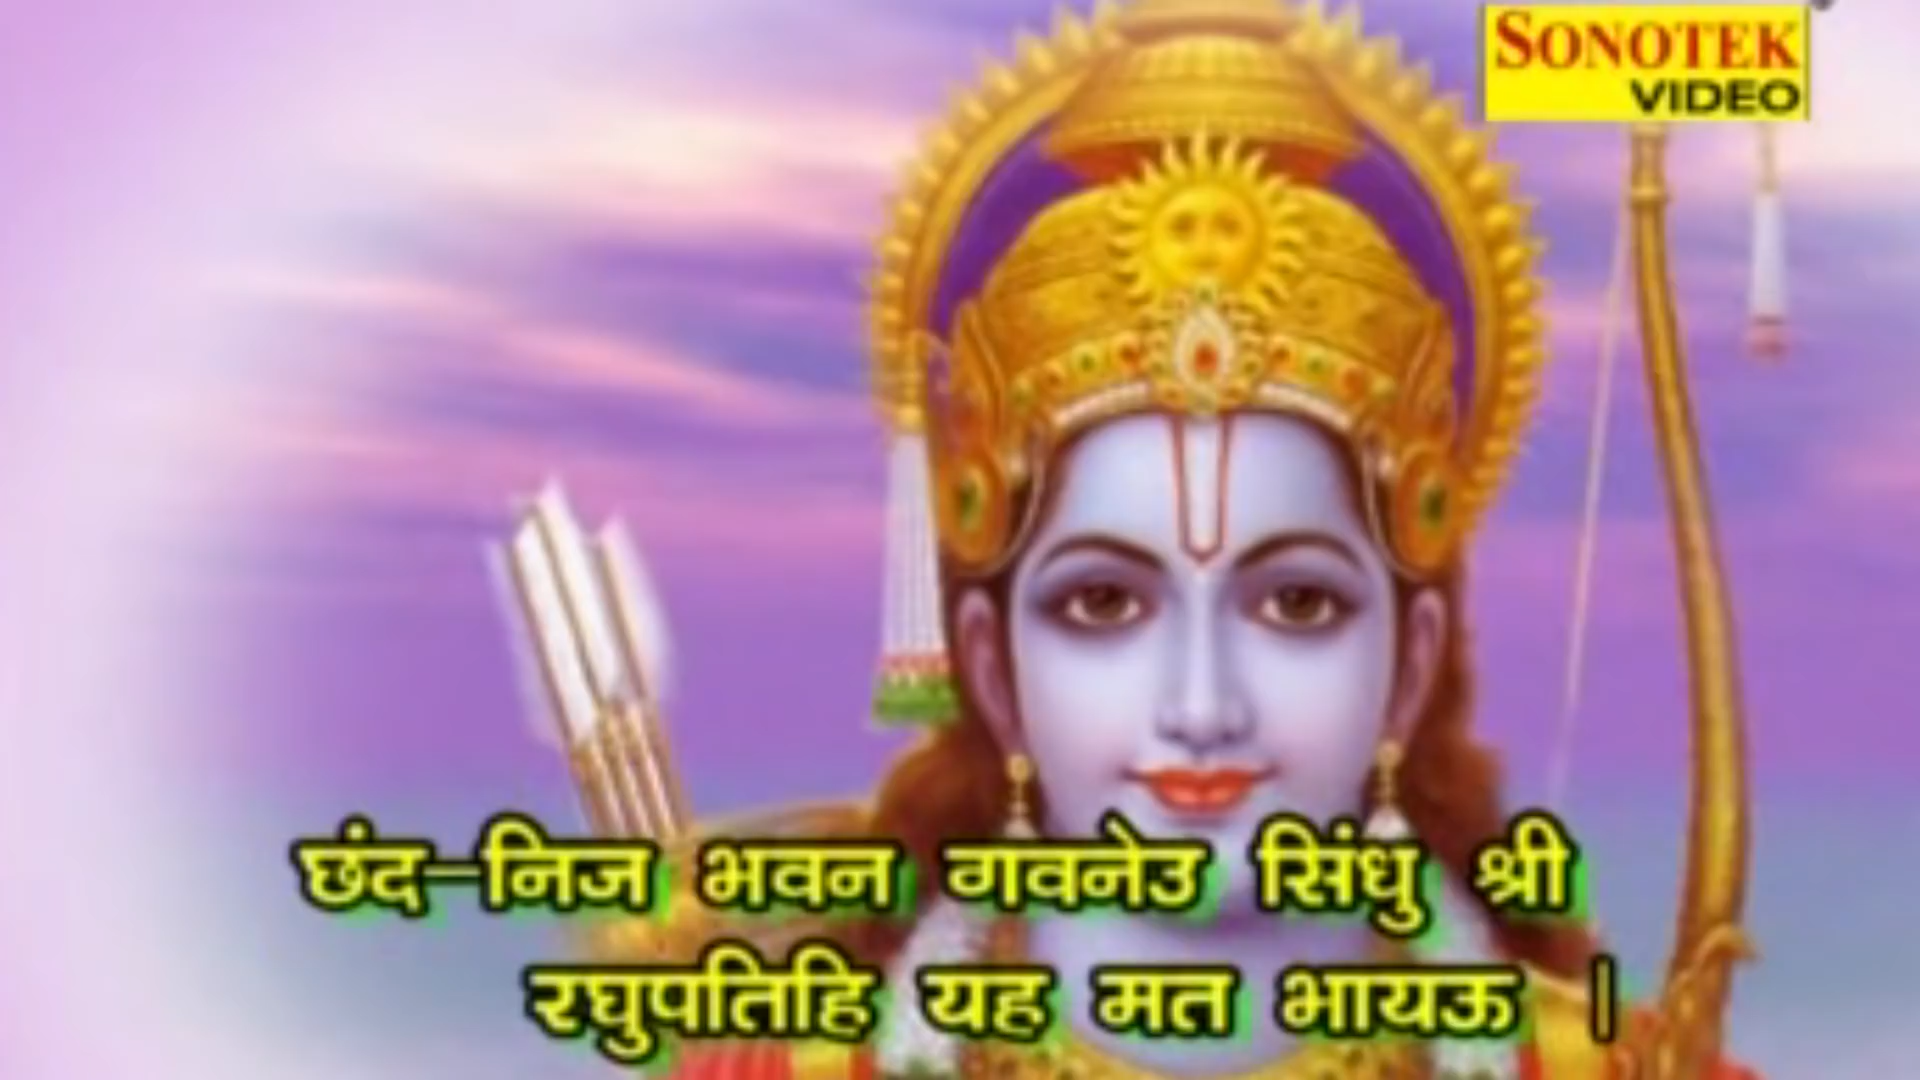 SONOTEK
VIDEO
छंद-निज भवन गवनेउ सिंधु श्री
रघुपतिहि यह मत भायऊ |